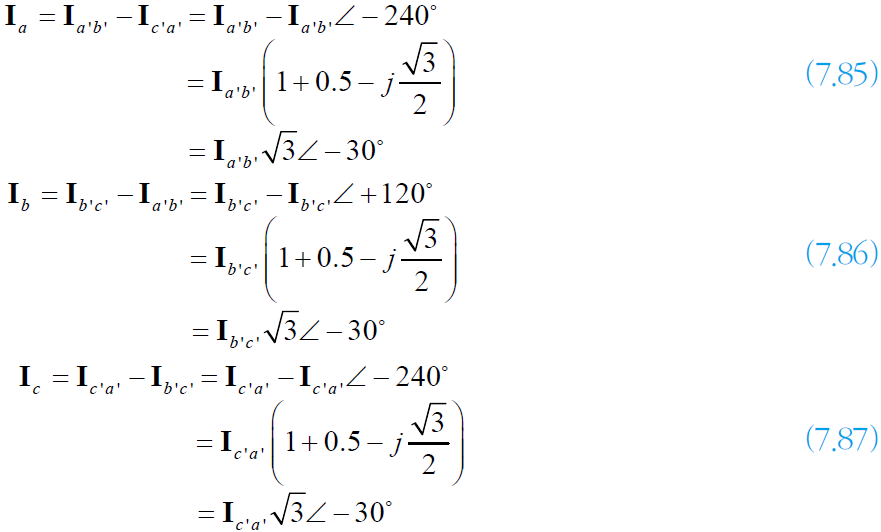 I_a = I_{a'b'} − I_{c'a'} = I_{a'b'} − I_{a'b'}∠−240°
= I_{a'b'} (1 + 0.5 − j √3/2) (7.85)
= I_{a'b'} √3∠−30°
I_b = I_{b'c'} − I_{a'b'} = I_{b'c'} − I_{b'c'}∠+120°
= I_{b'c'} (1 + 0.5 − j √3/2) (7.86)
= I_{b'c'} √3∠−30°
I_c = I_{c'a'} − I_{b'c'} = I_{c'a'} − I_{c'a'}∠−240°
= I_{c'a'} (1 + 0.5 − j √3/2) (7.87)
= I_{c'a'} √3∠−30°